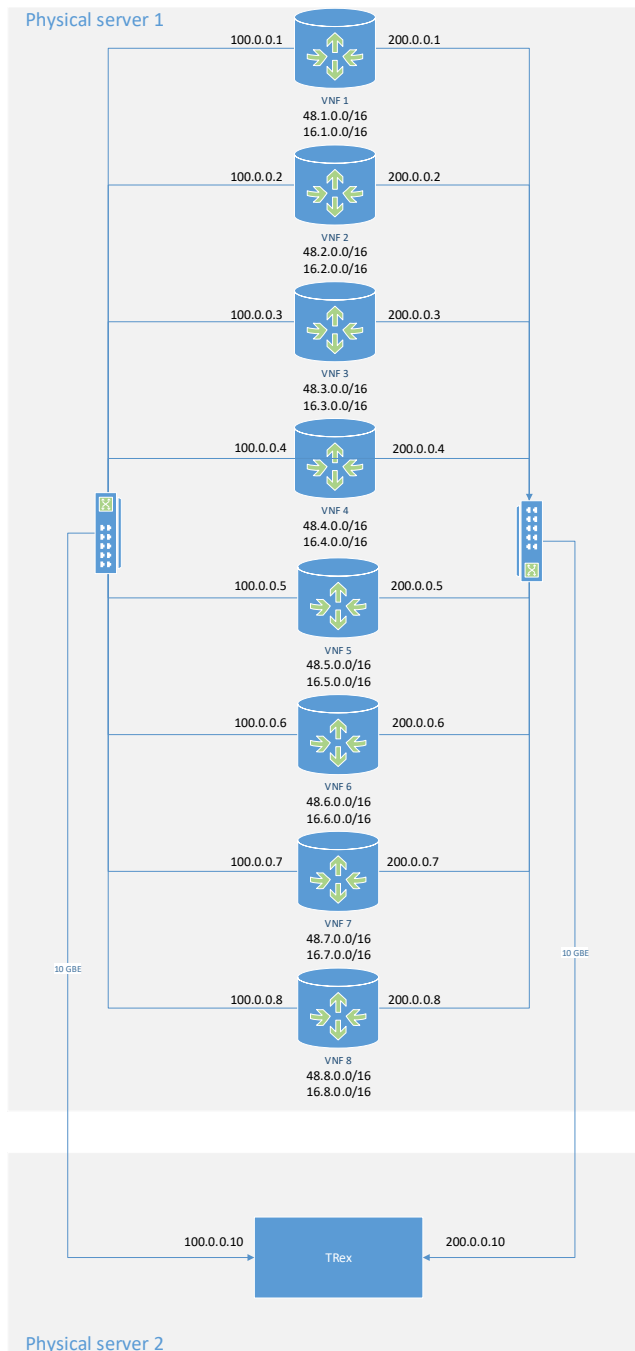 Physical server 1
100.0.0.1
200.0.0.1
VNF 1
48.1.0.0/16
16.1.0.0/16
100.0.0.2
200.0.0.2
VNF 2
48.2.0.0/16
16.2.0.0/16
100.0.0.3
200.0.0.3
VNF 3
48.3.0.0/16
16.3.0.0/16
100.0.0.4
200.0.0.4
VNF 4
48.4.0.0/16
16.4.0.0/16
100.0.0.5
200.0.0.5
VNF 5
48.5.0.0/16
16.5.0.0/16
100.0.0.6
200.0.0.6
VNF 6
48.6.0.0/16
16.6.0.0/16
100.0.0.7
200.0.0.7
VNF 7
48.7.0.0/16
16.7.0.0/16
10 GBE
10 GBE
100.0.0.8
200.0.0.8
VNF 8
48.8.0.0/16
16.8.0.0/16
100.0.0.10
200.0.0.10
TRex
Physical server 2